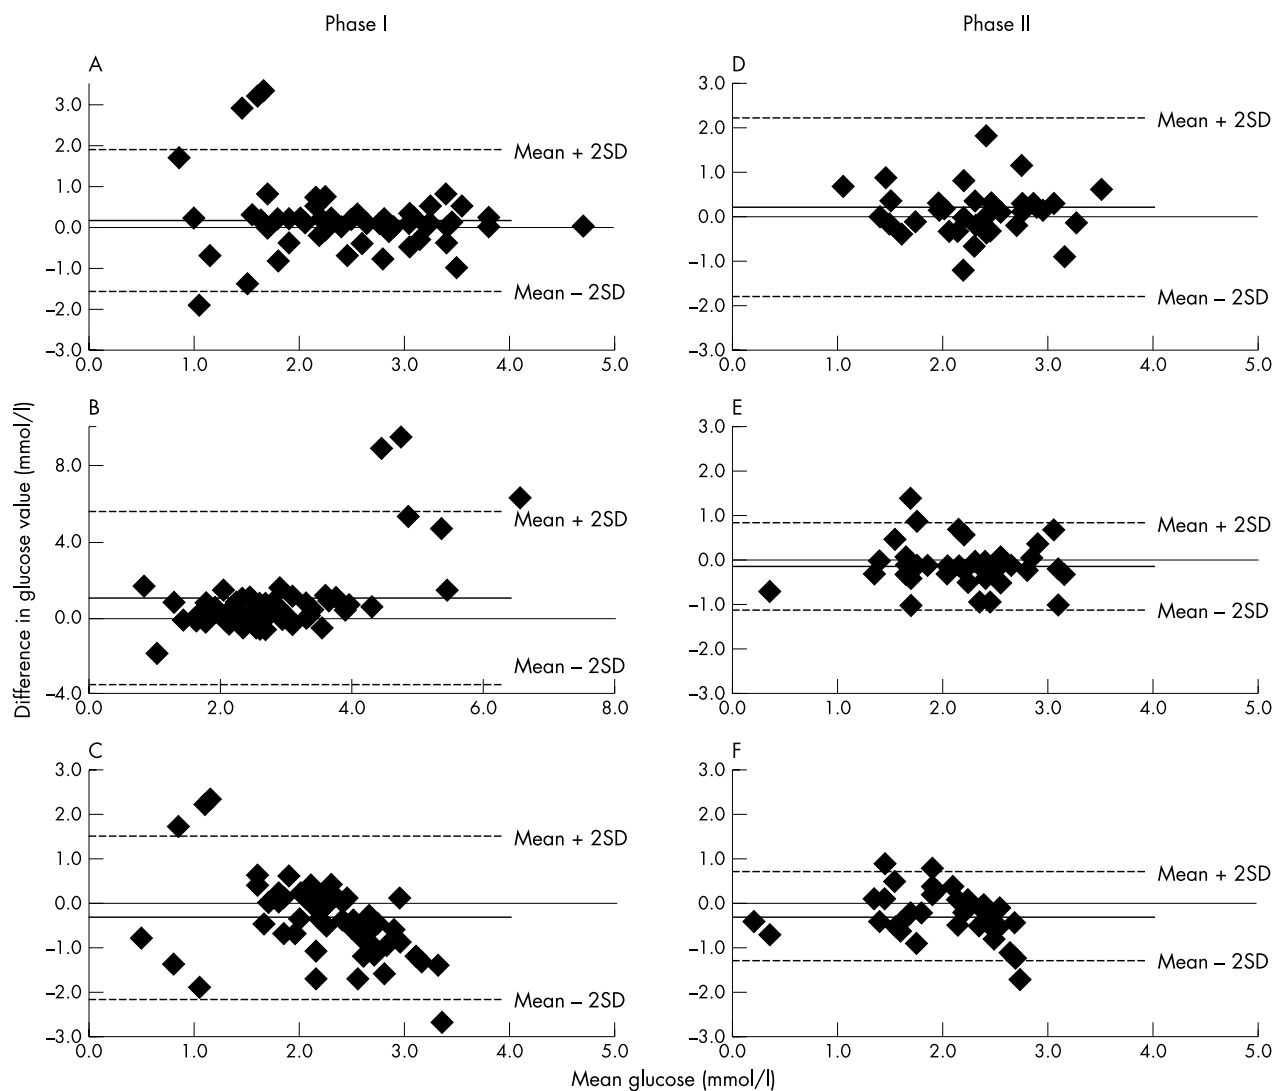 Phase I
Phase II
A
3.0
2.0
1.0
0.0
–1.0
–2.0
–3.0
0.0 1.0 2.0 3.0 4.0 5.0
Mean + 2SD
Mean – 2SD
D
3.0
2.0
1.0
0.0
–1.0
–2.0
–3.0
0.0 1.0 2.0 3.0 4.0 5.0
Mean + 2SD
Mean – 2SD
Difference in glucose value (mmol/l)
B
8.0
4.0
0.0
–4.0
0.0 2.0 4.0 6.0 8.0
Mean + 2SD
Mean – 2SD
E
3.0
2.0
1.0
0.0
–1.0
–2.0
–3.0
0.0 1.0 2.0 3.0 4.0 5.0
Mean + 2SD
Mean – 2SD
C
3.0
2.0
1.0
0.0
–1.0
–2.0
–3.0
0.0 1.0 2.0 3.0 4.0 5.0
Mean + 2SD
Mean – 2SD
F
3.0
2.0
1.0
0.0
–1.0
–2.0
–3.0
0.0 1.0 2.0 3.0 4.0 5.0
Mean + 2SD
Mean – 2SD
Mean glucose (mmol/l)